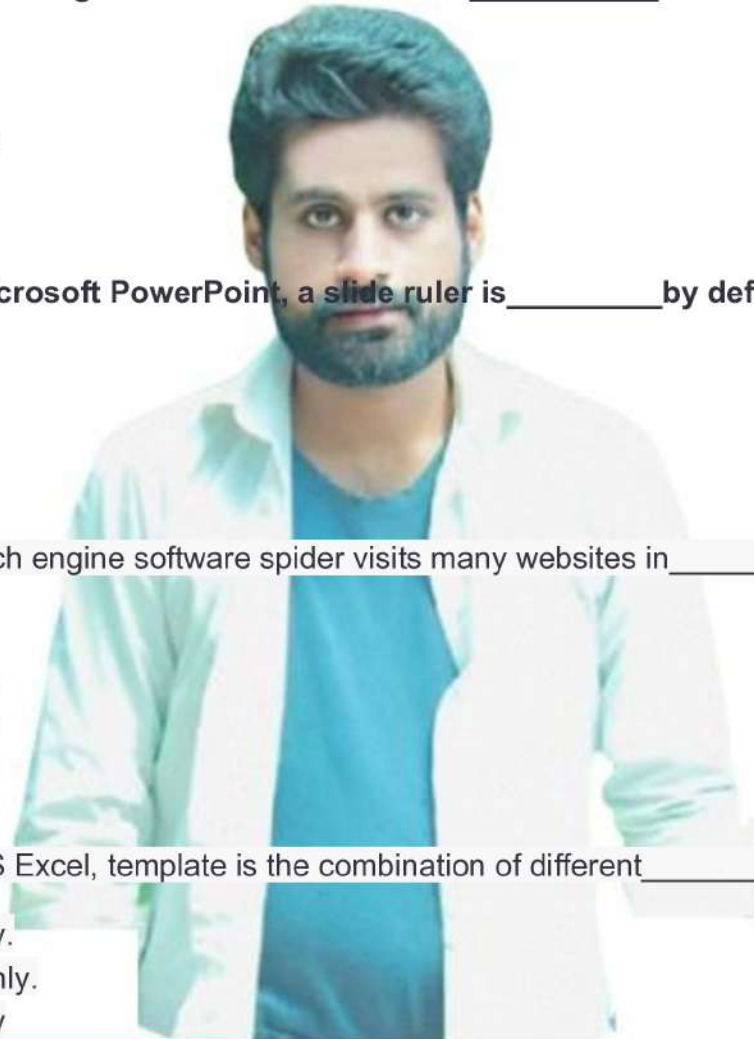 crosoft PowerPoint, a slide ruler is_________by def
ch engine software spider visits many websites in_____
S Excel, template is the combination of different_______
y.
nly.
y